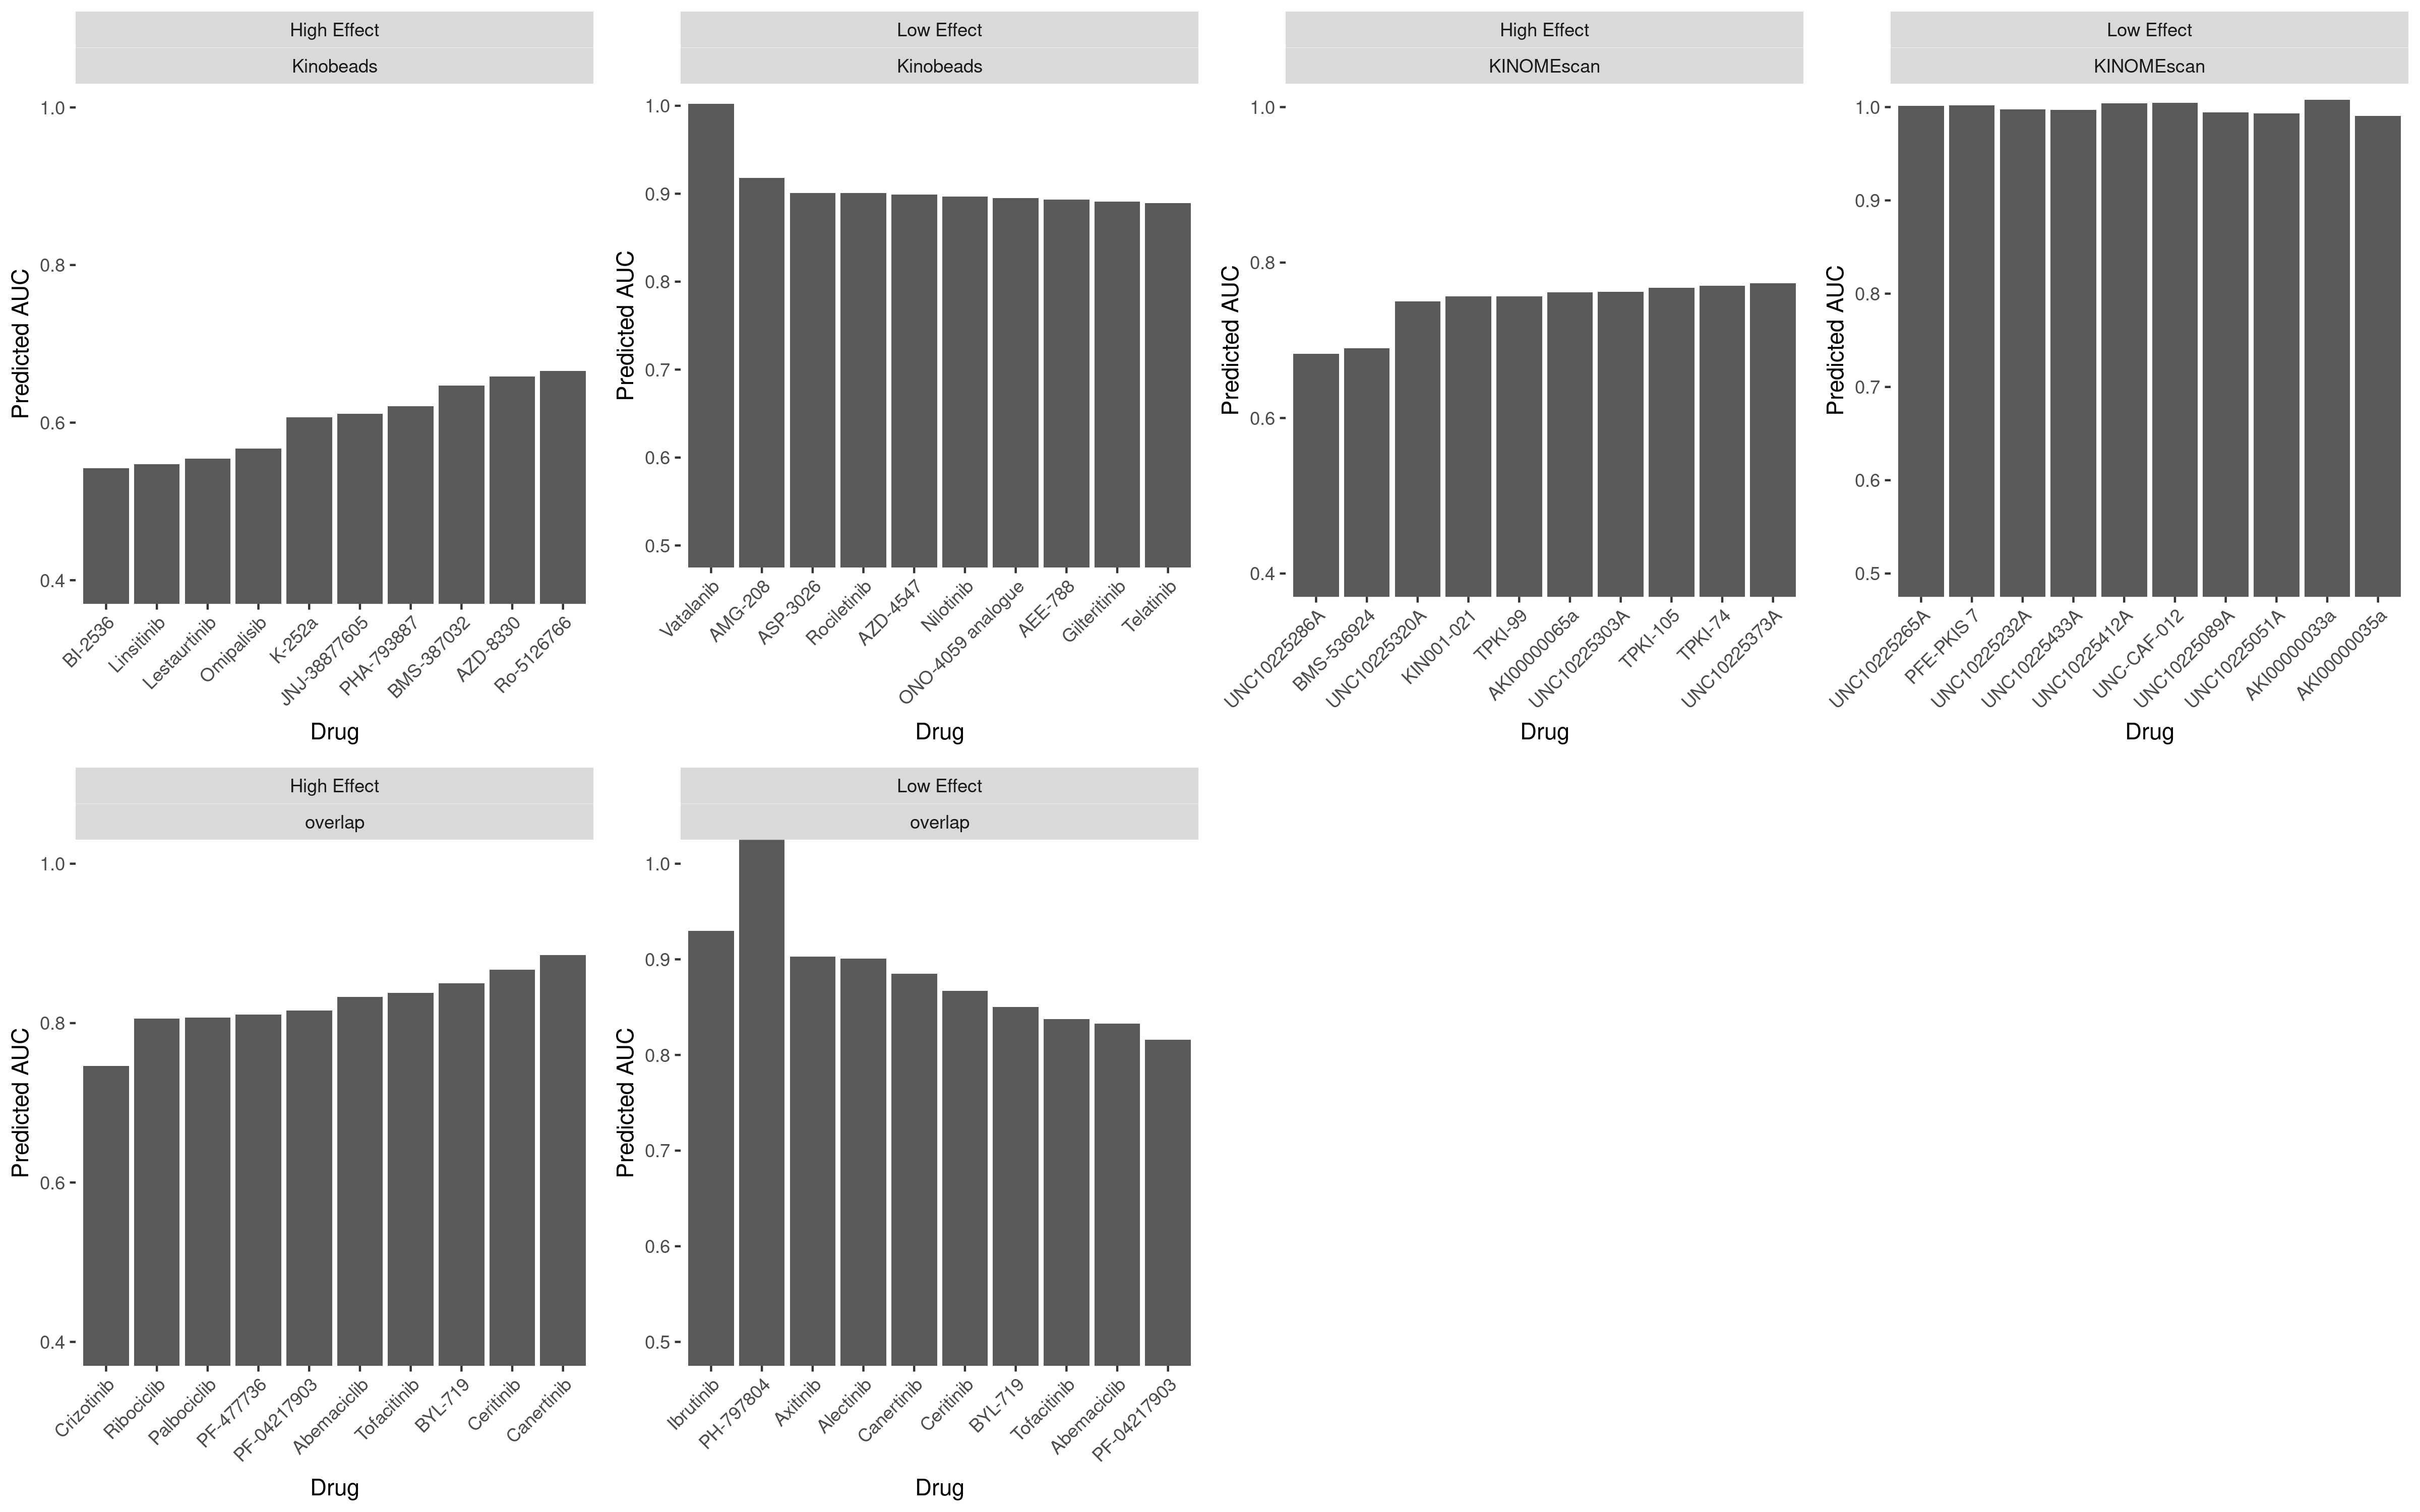 High Effect
Kinobeads
Predicted AUC
1.0
0.8
0.6
0.4
BI-2536
Linsitinib
Lestaurtinib
Omipalisib
K-252a
JNJ-38877605
PHA-793887
BMS-387032
AZD-8330
Ro-5126766
Drug
Low Effect
Kinobeads
Predicted AUC
1.0
0.9
0.8
0.7
0.6
0.5
Vatalanib
AMG-208
ASP-3026
Rociletinib
AZD-4547
Nilotinib
ONO-4059 analogue
AEE-788
Gilteritinib
Telatinib
Drug
High Effect
KINOMEscan
Predicted AUC
1.0
0.8
0.6
0.4
UNC10225286A
BMS-536924
UNC10225320A
KIN001-021
TPKI-99
AKI00000065a
UNC10225303A
TPKI-105
TPKI-74
UNC10225373A
Drug
Low Effect
KINOMEscan
Predicted AUC
1.0
0.9
0.8
0.7
0.6
0.5
UNC10225265A
PFE-PKIS 7
UNC10225232A
UNC10225433A
UNC10225412A
UNC-CAF-012
UNC10225089A
UNC10225051A
AKI00000033a
AKI00000035a
Drug
High Effect
overlap
Predicted AUC
1.0
0.8
0.6
0.4
Crizotinib
Ribociclib
Palbociclib
PF-477736
PF-04217903
Abemaciclib
Tofacitinib
BYL-719
Ceritinib
Canertinib
Drug
Low Effect
overlap
Predicted AUC
1.0
0.9
0.8
0.7
0.6
0.5
Ibrutinib
PH-797804
Axitinib
Alectinib
Canertinib
Ceritinib
BYL-719
Tofacitinib
Abemaciclib
PF-04217903
Drug